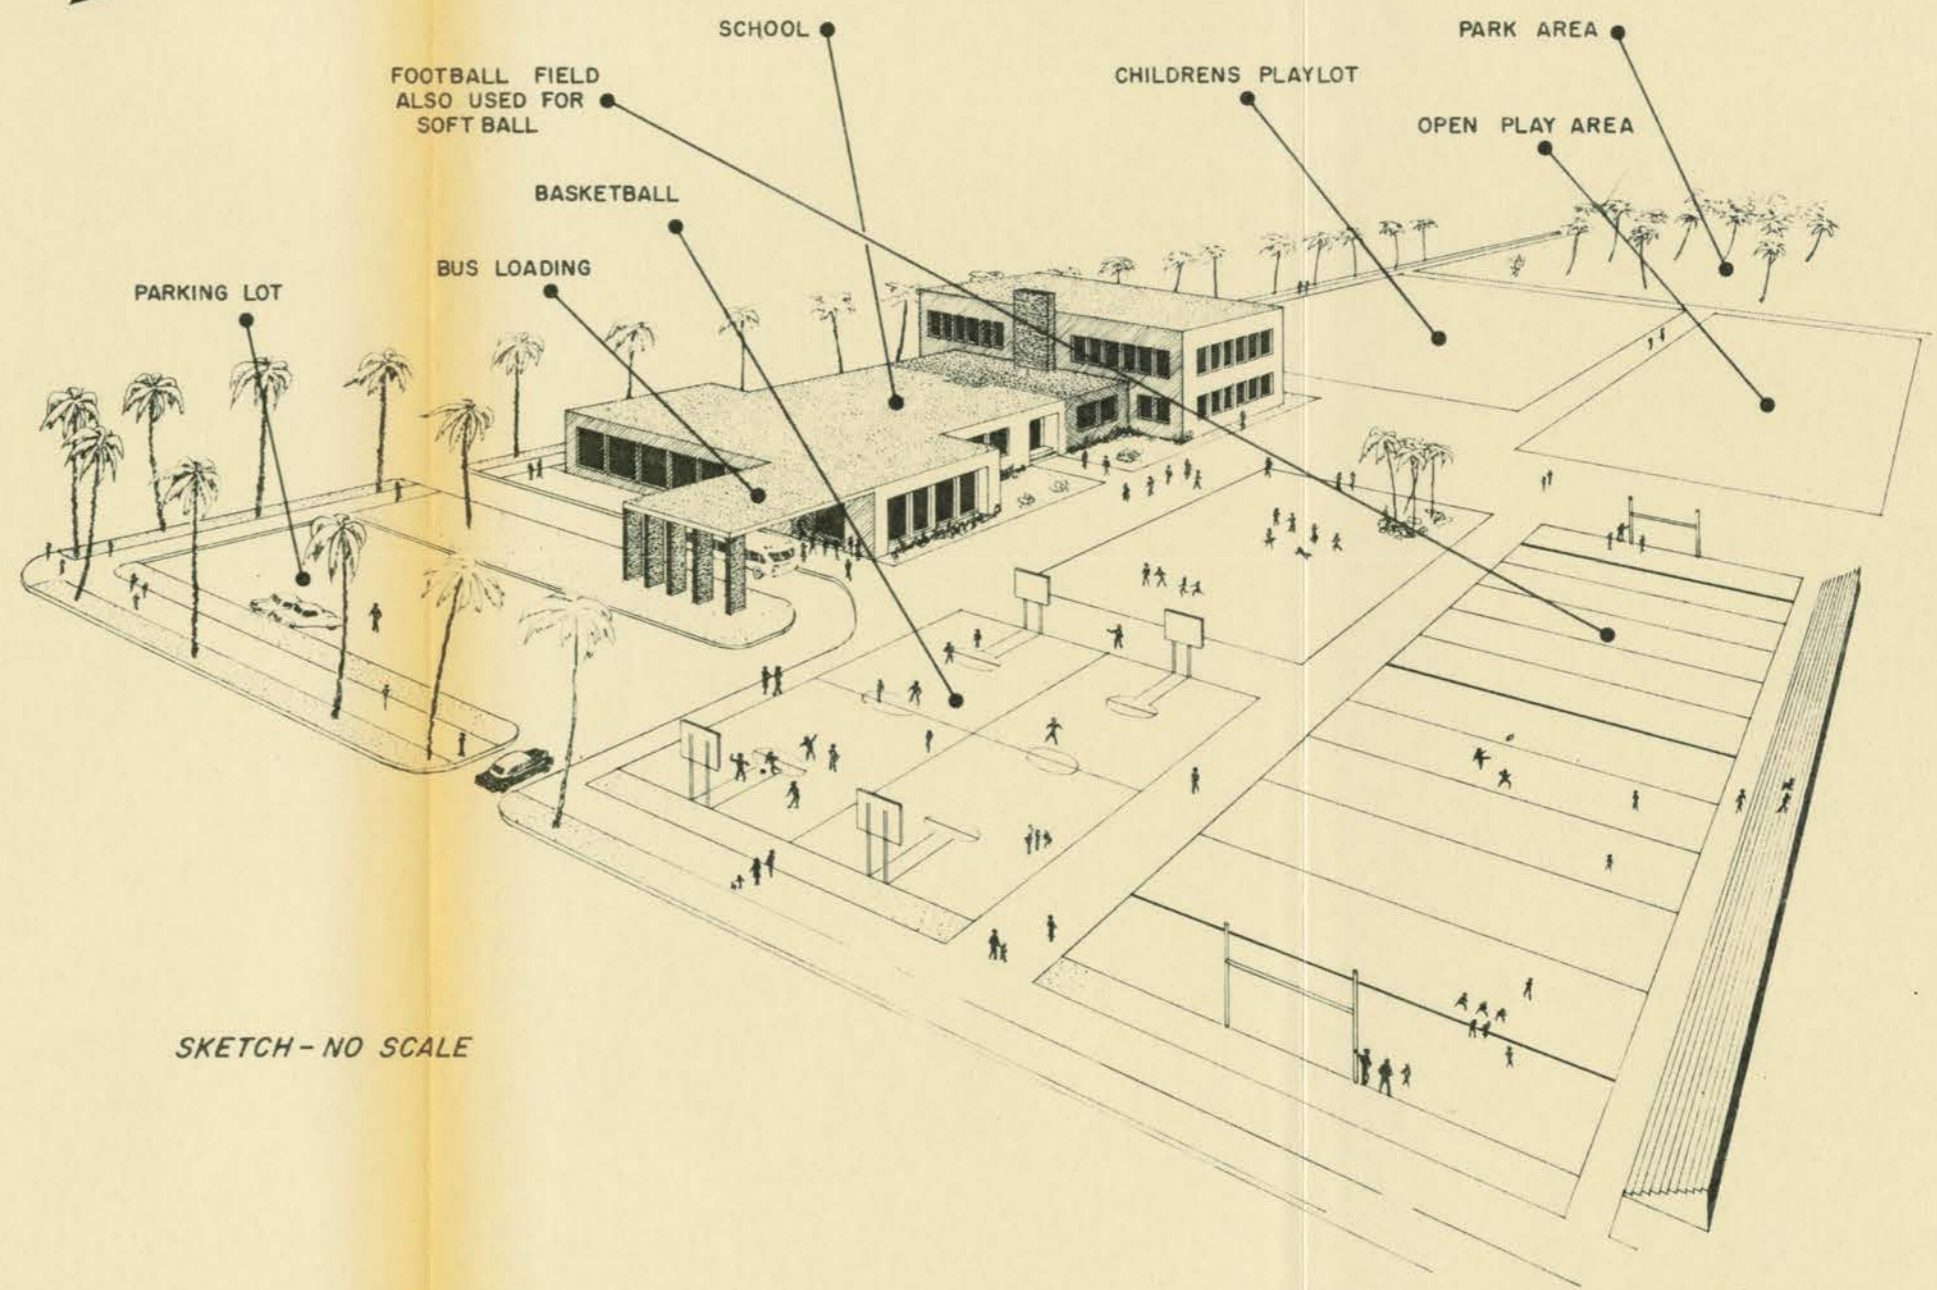 SCHOOL
PARK AREA
FOOTBALL FIELD
ALSO USED FOR
SOFT BALL
CHILDRENS PLAYLOT
OPEN PLAY AREA
BASKETBALL
BUS LOADING
PARKING LOT
SKETCH - NO SCALE